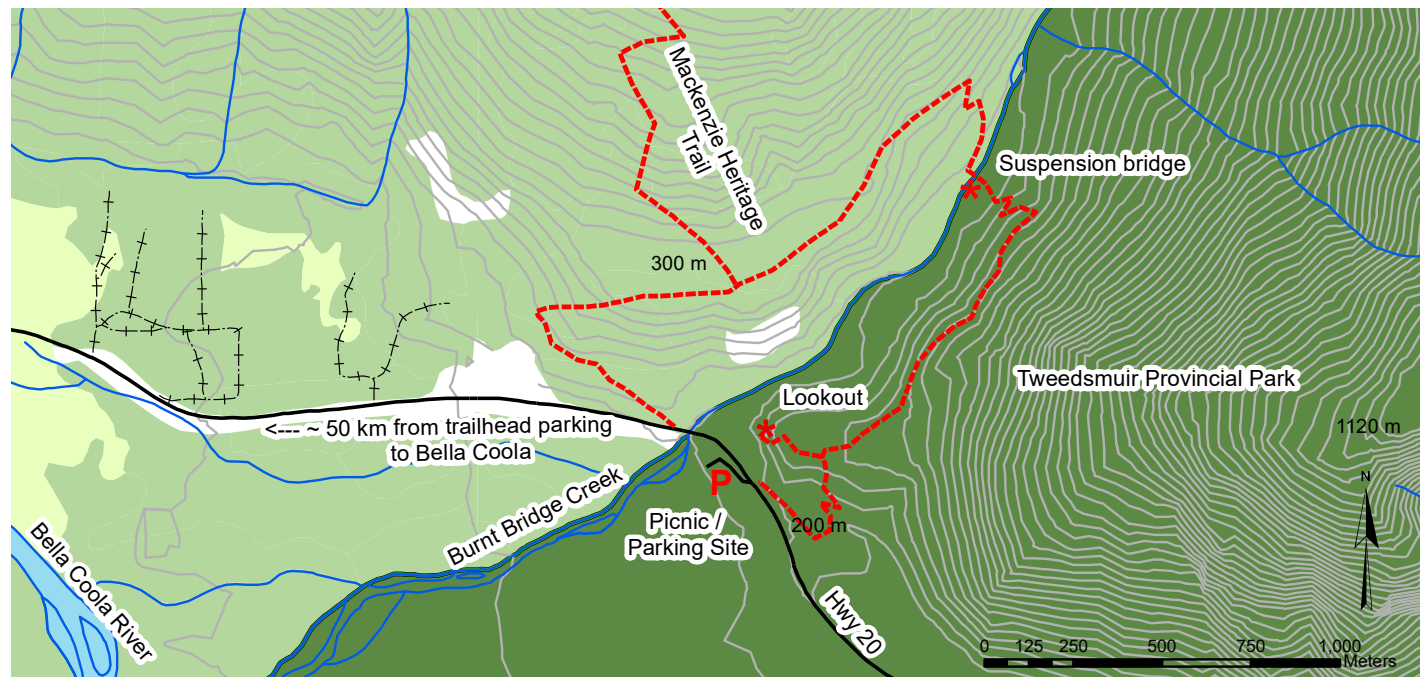 Mackenzie Heritage
Trail
Suspension bridge
300 m
Tweedsmuir Provincial Park
Lookout
<--- ~ 50 km from trailhead parking
to Bella Coola
1120 m
N
P
Burnt Bridge Creek
Picnic /
Parking Site
200 m
Bella Coola River
Hwy 20
0 125 250 500 750 1,000
Meters